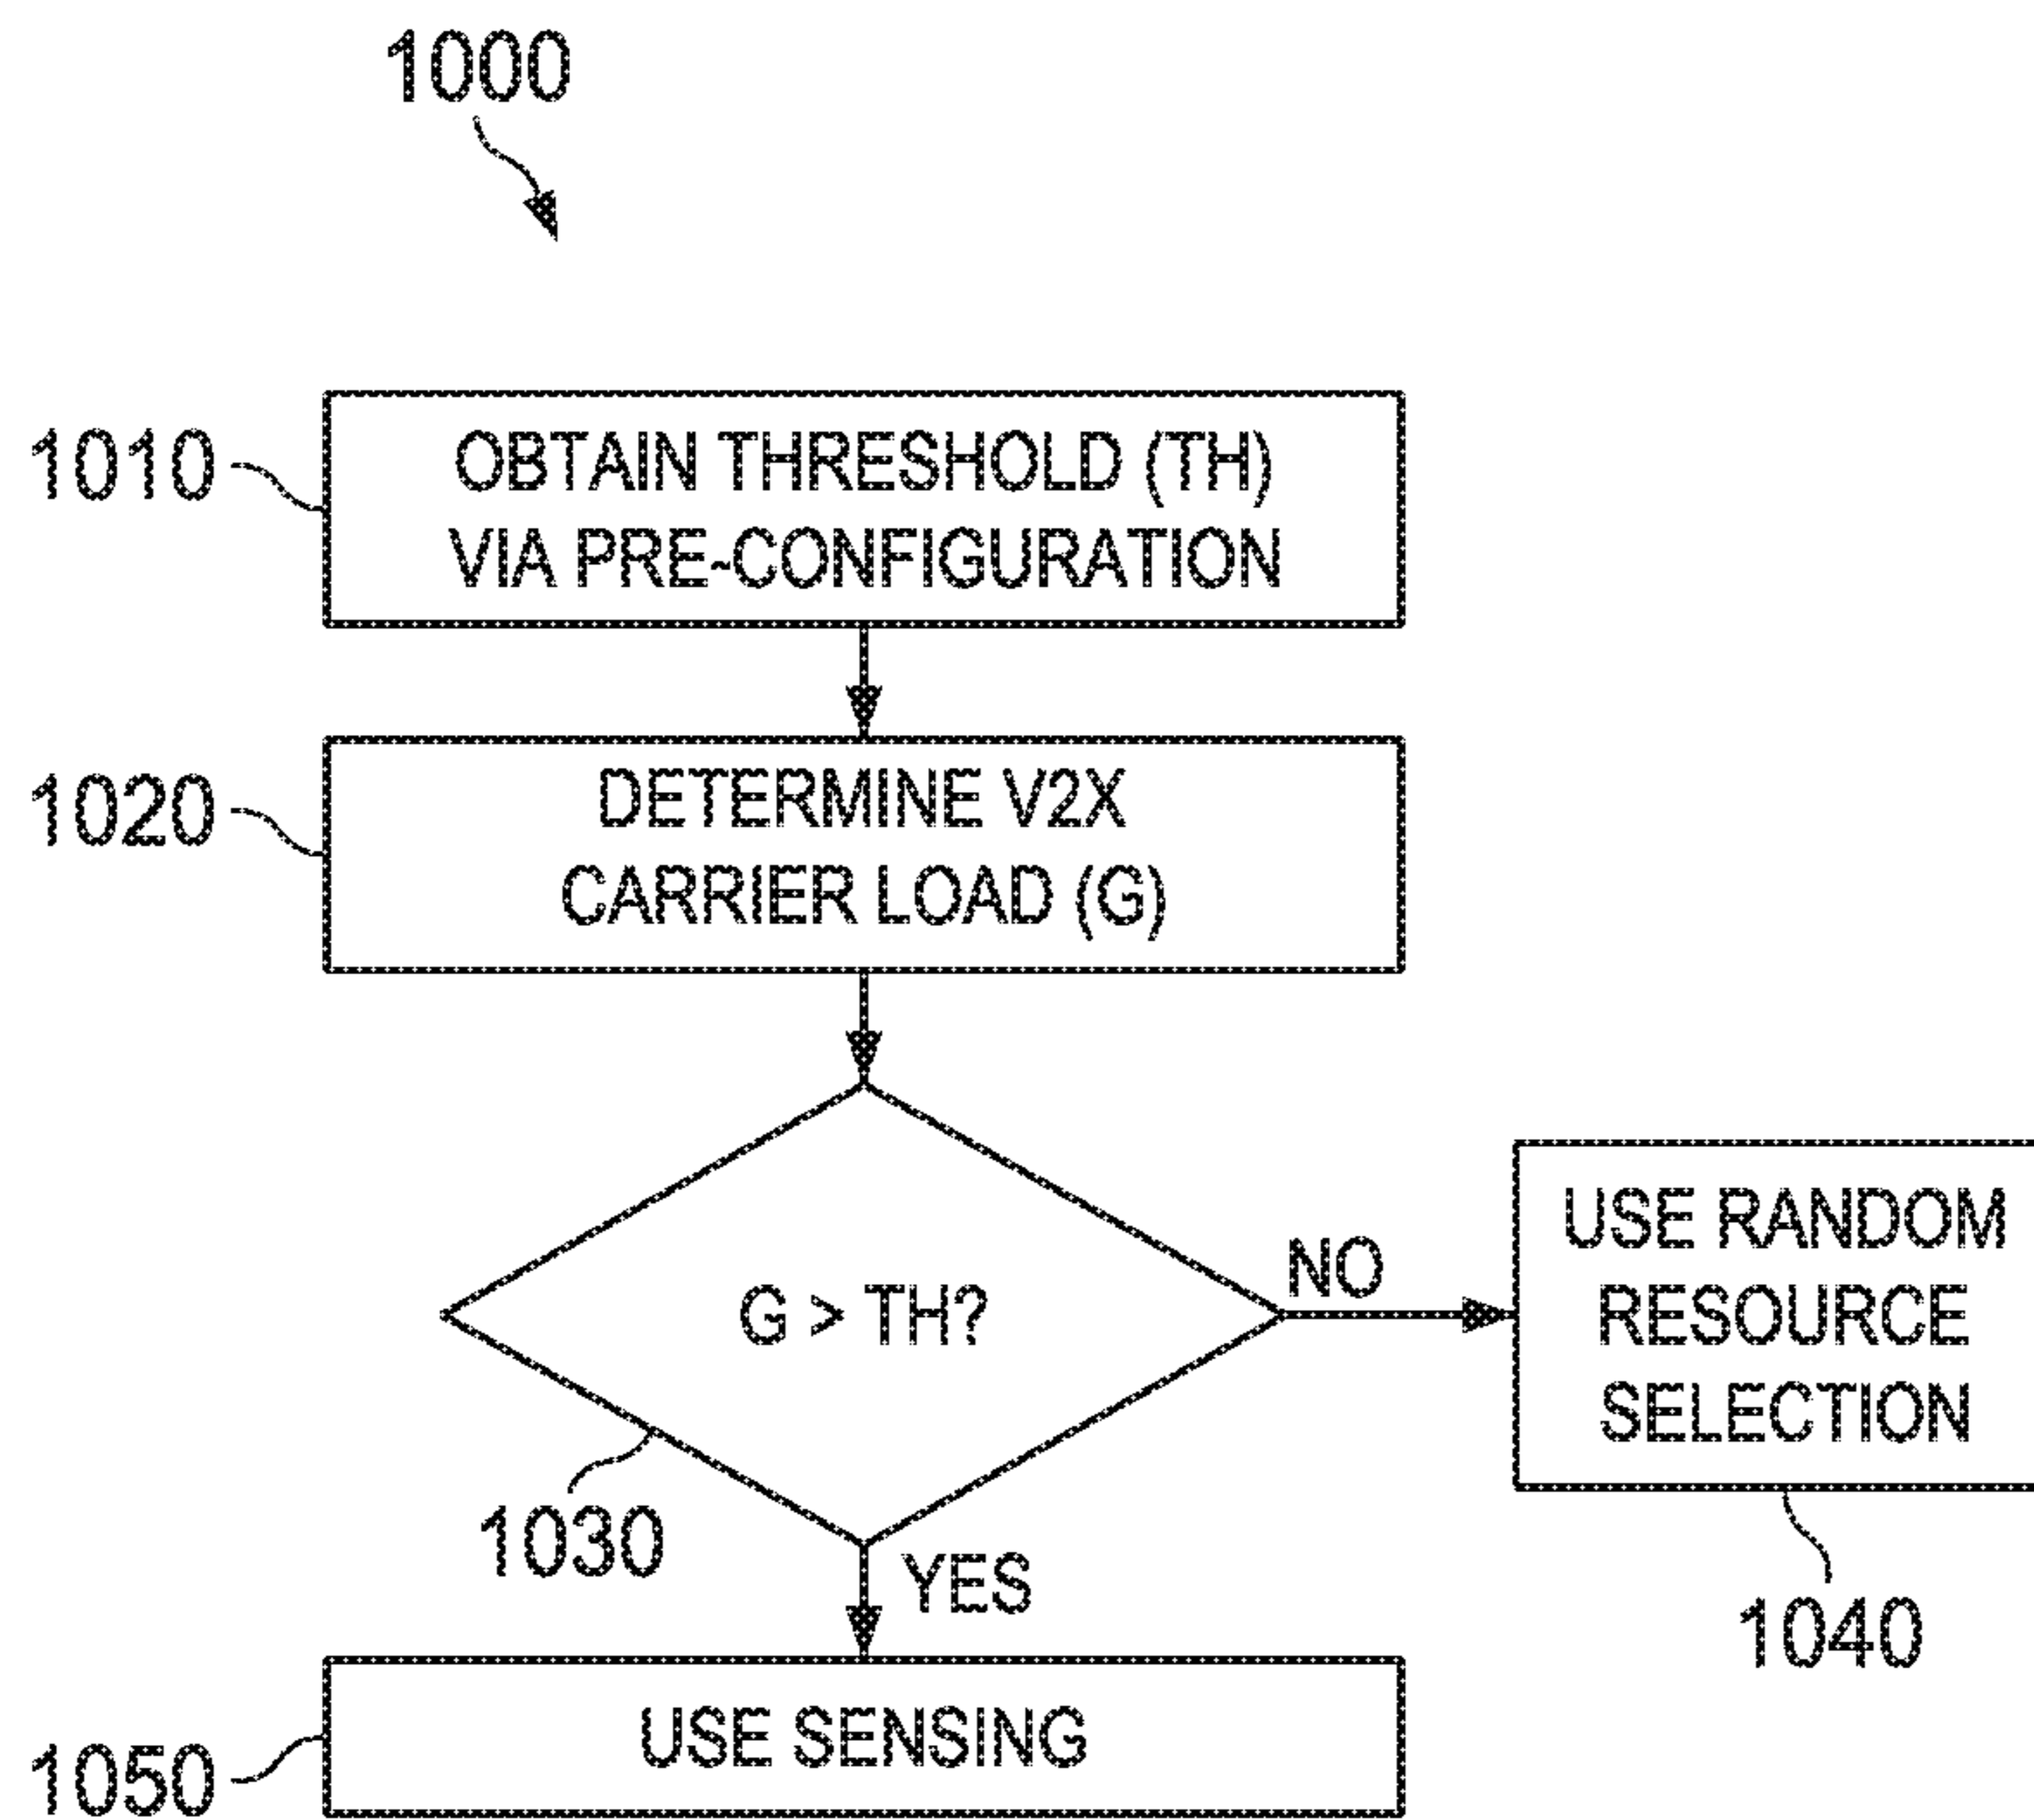 1000
1010
OBTAIN THRESHOLD (TH)
VIA PRE-CONFIGURATION
1020
DETERMINE V2X
CARRIER LOAD (G)
G > TH?
NO
USE RANDOM
RESOURCE
SELECTION
1030
YES
1040
1050
USE SENSING